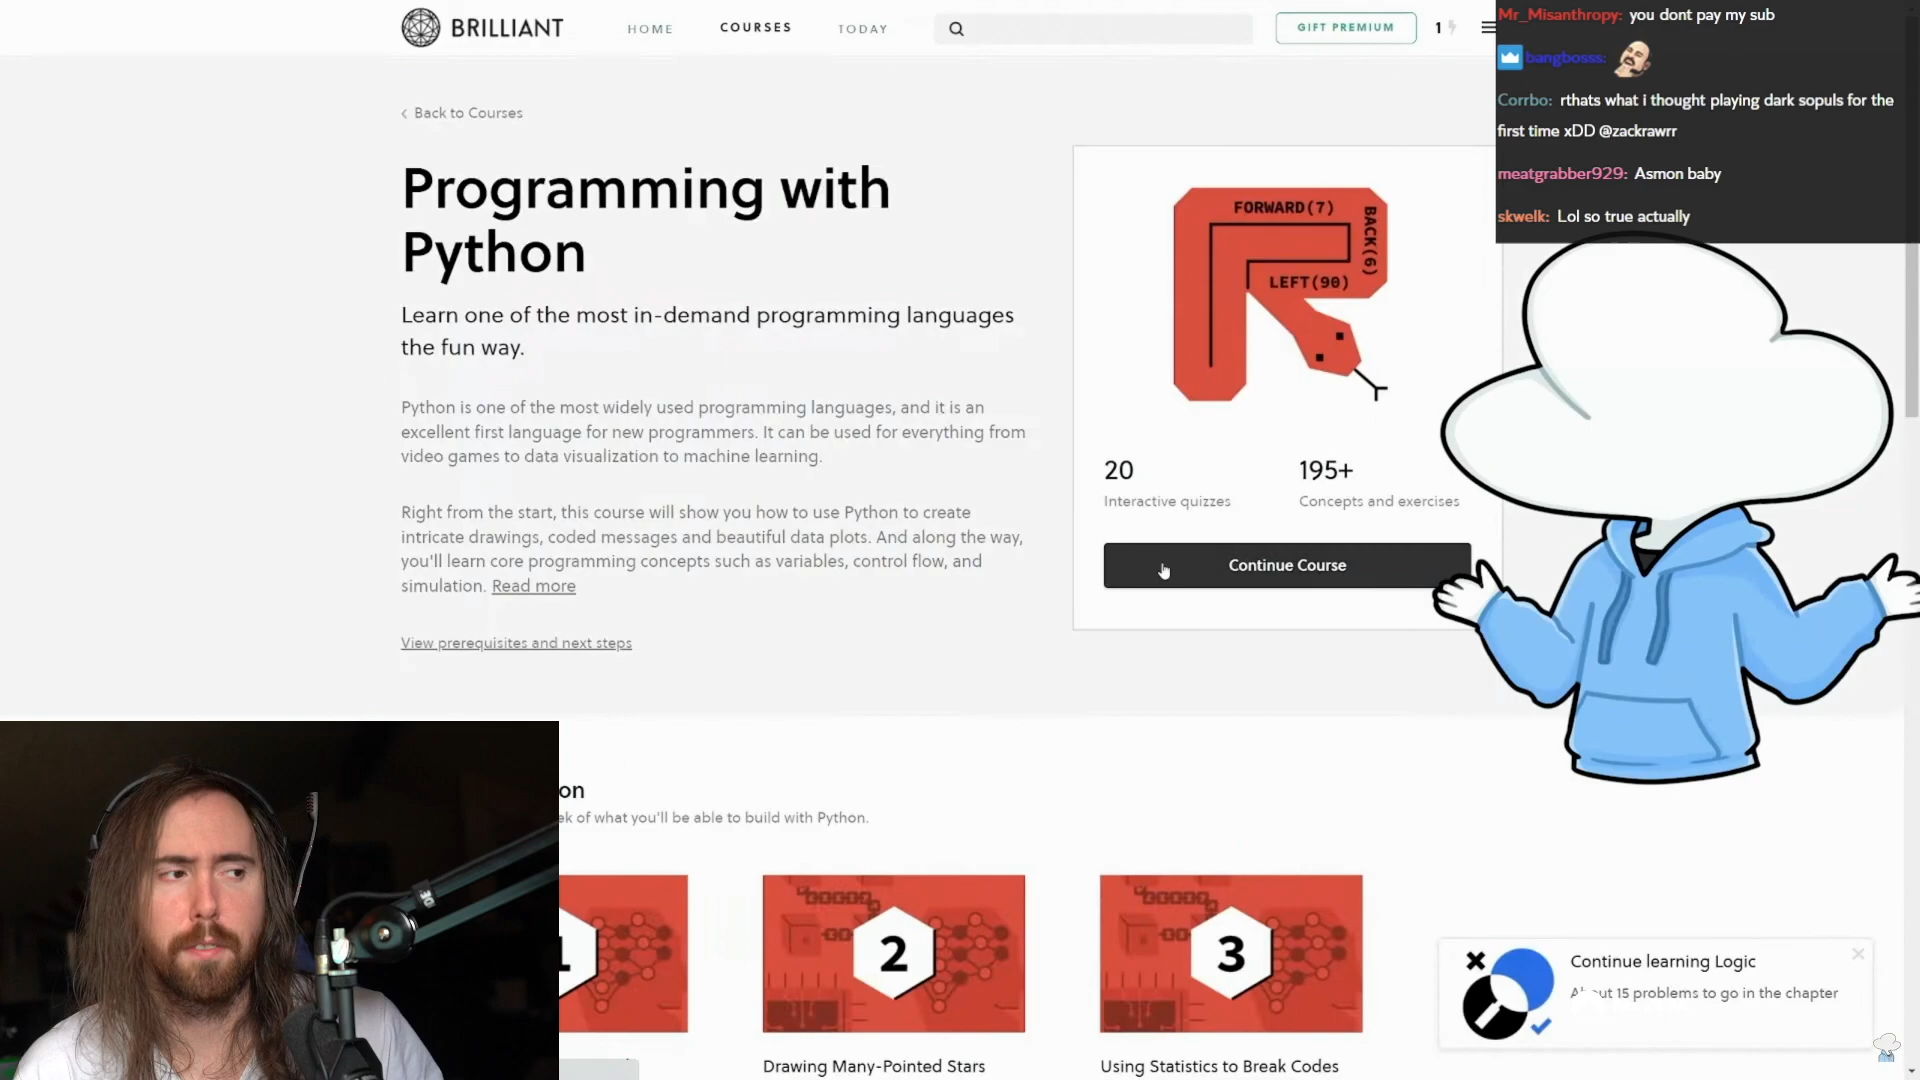 BRILLIANT
HOME
COURSES
TODAY
GIFT PREMIUM
1
Mr_Misanthropy: you dont pay my sub
bangbosss:
Corrbo: rthats what i thought playing dark sopuls for the
first time xDD @zackrawrr
meatgrabber929: Asmon baby
skwelk: Lol so true actually
Back to Courses
Programming with
Python
Learn one of the most in-demand programming languages
the fun way.
Python is one of the most widely used programming languages, and it is an
excellent first language for new programmers. It can be used for everything from
video games to data visualization to machine learning.
Right from the start, this course will show you how to use Python to create
intricate drawings, coded messages and beautiful data plots. And along the way,
you'll learn core programming concepts such as variables, control flow, and
simulation. Read more
View prerequisites and next steps
FORWARD(7)
BACK(6)
LEFT(90)
20
Interactive quizzes
195+
Concepts and exercises
Continue Course
on
of what you'll be able to build with Python.
1
2
3
Drawing Many-Pointed Stars
Using Statistics to Break Codes
Continue learning Logic
About 15 problems to go in the chapter